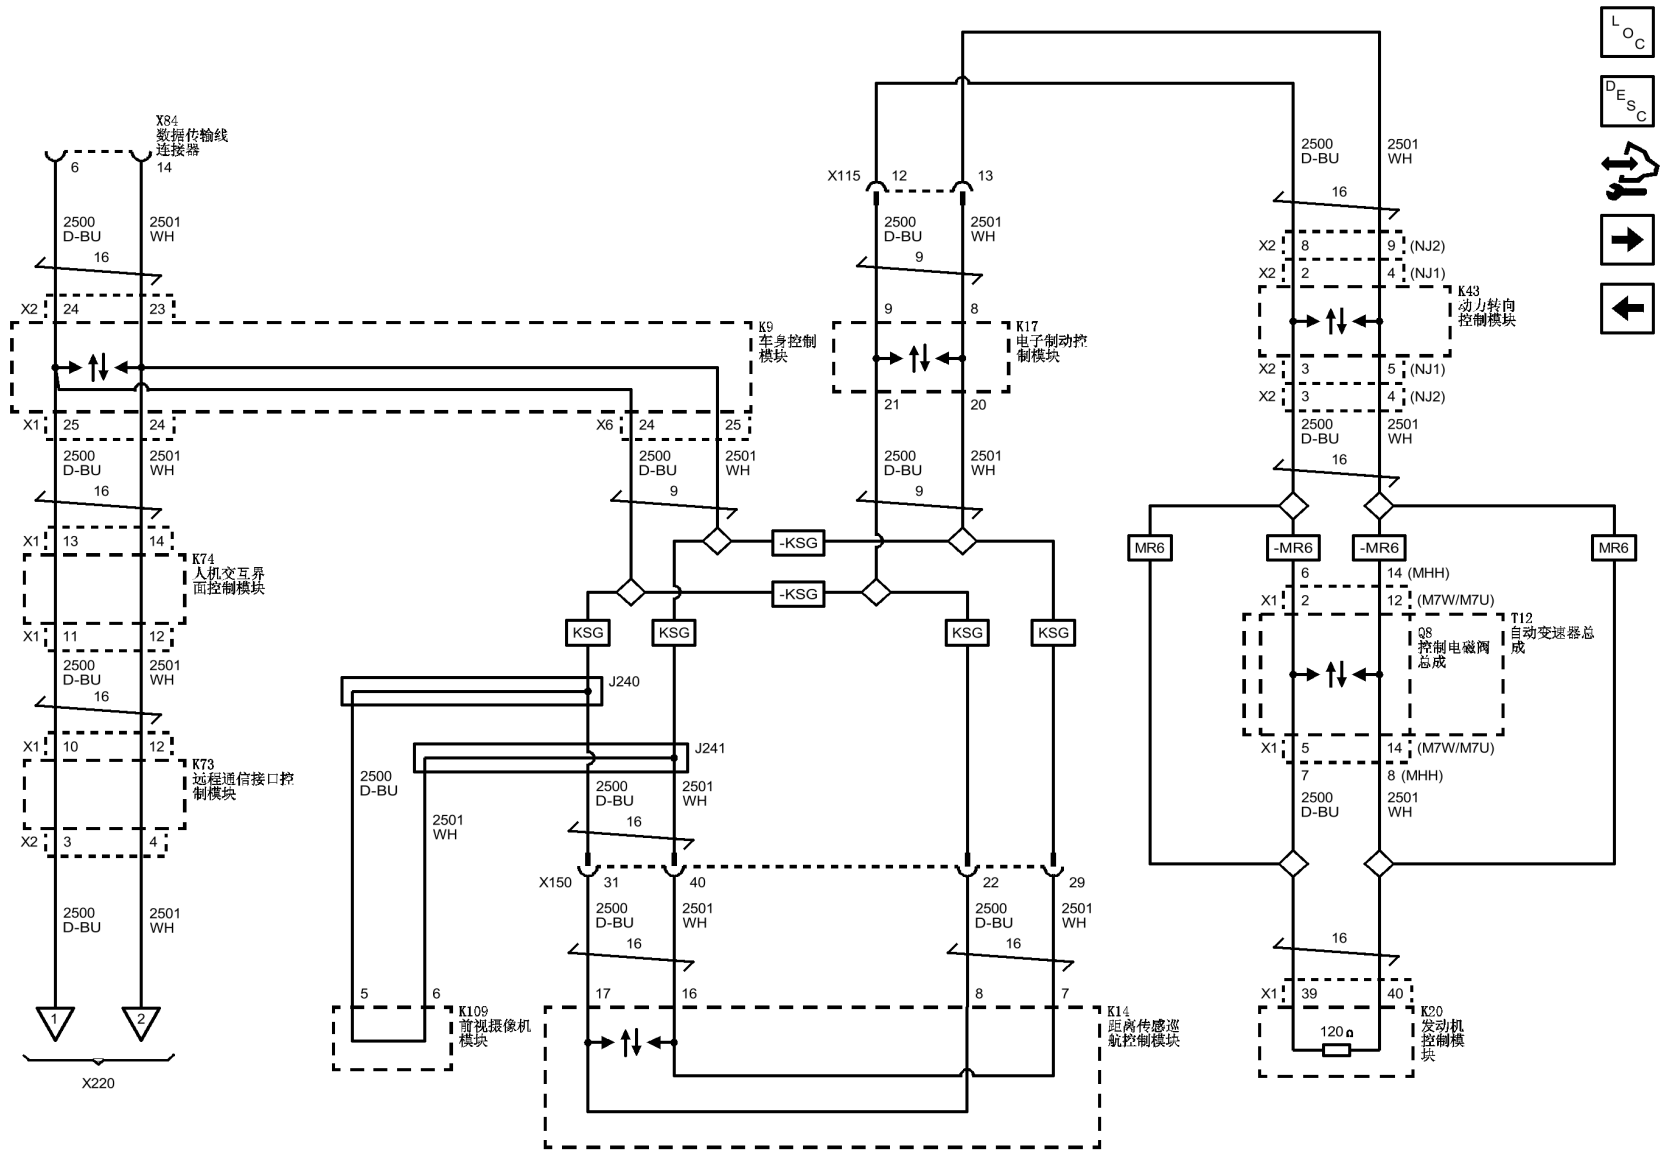 L
O
C
D
E
S
C
X84
数据传输线
连接器
6
14
2500
D-BU
2501
WH
16
X2
24
23
K9
车身控制
模块
X1
25
24
X6
24
25
2500
D-BU
2501
WH
16
2500
D-BU
2501
WH
9
X1
13
14
K74
人机交互界
面控制模块
X1
11
12
2500
D-BU
2501
WH
16
X1
10
12
K73
远程通信接口控
制模块
X2
3
4
2500
D-BU
2501
WH
1
2
X220
X115
12
13
2500
D-BU
2501
WH
9
9
8
K17
电子制动控
制模块
21
20
2500
D-BU
2501
WH
9
-KSG
-KSG
KSG
KSG
KSG
KSG
J240
J241
2500
D-BU
2501
WH
2500
D-BU
2501
WH
16
X150
31
40
22
29
2500
D-BU
2501
WH
16
2500
D-BU
2501
WH
16
5
6
K109
前视摄像机
模块
17
16
8
7
K14
距离传感巡
航控制模块
2500
D-BU
2501
WH
16
X2
8
9
(NJ2)
X2
2
4
(NJ1)
K43
动力转向
控制模块
X2
3
5
(NJ1)
X2
3
4
(NJ2)
2500
D-BU
2501
WH
16
MR6
-MR6
-MR6
MR6
6
14 (MHH)
X1
2
12
(M7W/M7U)
T12
自动变速器总
成
Q8
控制电磁阀
总成
X1
5
14
(M7W/M7U)
7
8 (MHH)
2500
D-BU
2501
WH
16
X1
39
40
120Ω
K20
发动机
控制模
块